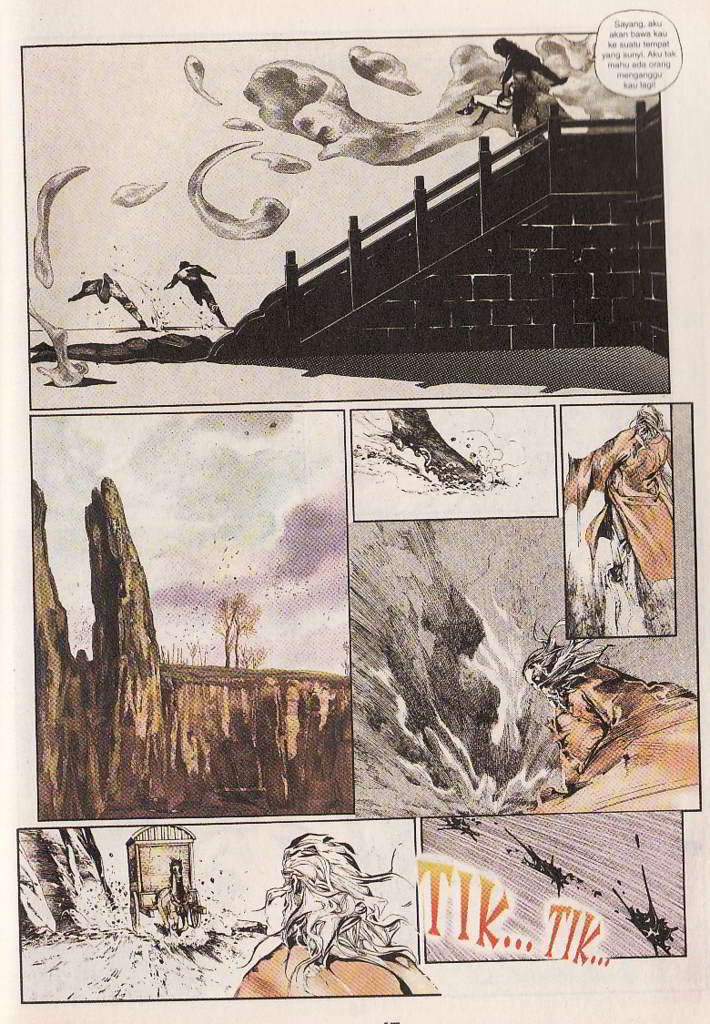 Sayang, aku
akan bawa kau
ke suatu tempat
yang sunyi. Aku tak
mahu ada orang
menganggu
kau lagi!
TIK... TIK...